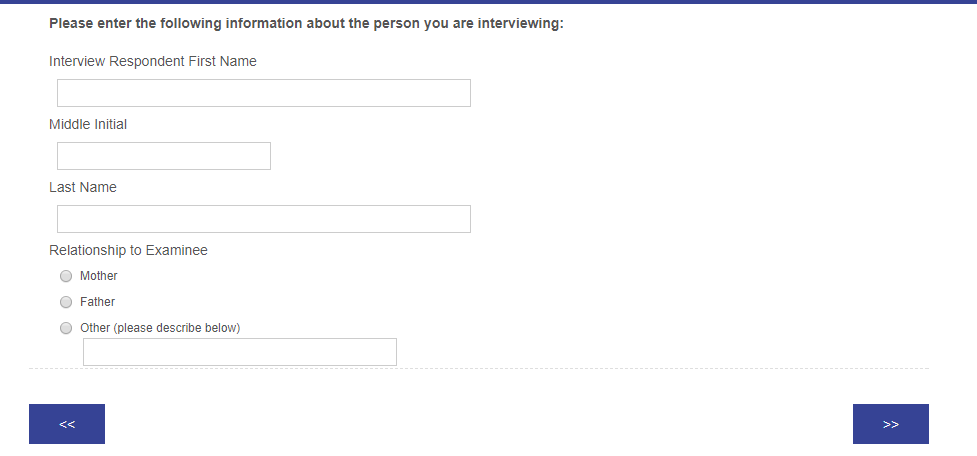 Please enter the following information about the person you are interviewing:
Interview Respondent First Name
Middle Initial
Last Name
Relationship to Examinee
Mother
Father
Other (please describe below)
<<
>>